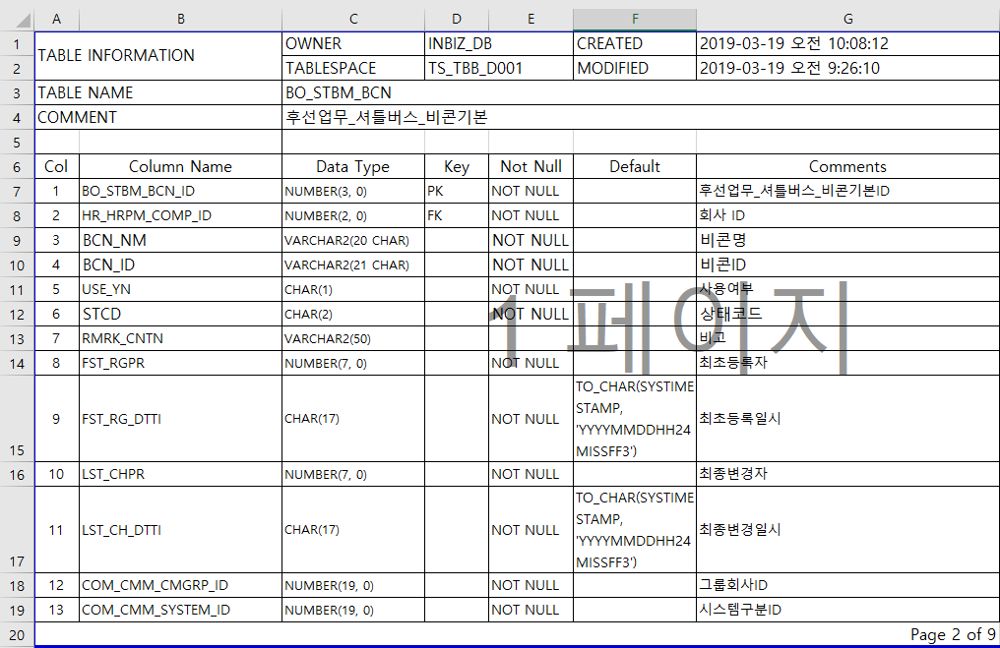 A B C D E F G
1 TABLE INFORMATION OWNER INBIZ_DB CREATED 2019-03-19 오전 10:08:12
2 TABLESPACE TS_TBB_D001 MODIFIED 2019-03-19 오전 9:26:10
3 TABLE NAME BO_STBM_BCN
4 COMMENT 후선업무_셔틀버스_비콘기본
5
6 Col Column Name Data Type Key Not Null Default Comments
7 1 BO_STBM_BCN_ID NUMBER(3, 0) PK NOT NULL 후선업무_셔틀버스_비콘기본ID
8 2 HR_HRPM_COMP_ID NUMBER(2, 0) FK NOT NULL 회사 ID
9 3 BCN_NM VARCHAR2(20 CHAR) NOT NULL 비콘명
10 4 BCN_ID VARCHAR2(21 CHAR) NOT NULL 비콘ID
11 5 USE_YN CHAR(1) NOT NULL 사용여부
12 6 STCD CHAR(2) NOT NULL 상태코드
13 7 RMRK_CNTN VARCHAR2(50) 비고
14 8 FST_RGPR NUMBER(7, 0) NOT NULL 최초등록자
1 페이지
15 9 FST_RG_DTTI CHAR(17) NOT NULL TO_CHAR(SYSTIME
STAMP,
'YYYYMMDDHH24
MISSFF3') 최초등록일시
16 10 LST_CHPR NUMBER(7, 0) NOT NULL 최종변경자
17 11 LST_CH_DTTI CHAR(17) NOT NULL TO_CHAR(SYSTIME
STAMP,
'YYYYMMDDHH24
MISSFF3') 최종변경일시
18 12 COM_CMM_CMGRP_ID NUMBER(19, 0) NOT NULL 그룹회사ID
19 13 COM_CMM_SYSTEM_ID NUMBER(19, 0) NOT NULL 시스템구분ID
20 Page 2 of 9